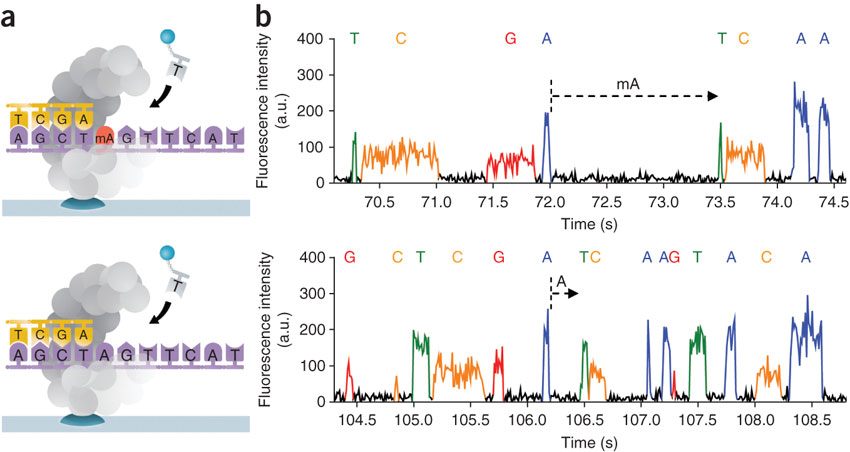 a
T
T C G A
A G C T mA G T T C A T
T
T C G A
A G C T A G T T C A T
b
T C G A T C A A
Fluorescence intensity
(a.u.)
400
300
200
100
0
mA
70.5 71.0 71.5 72.0 72.5 73.0 73.5 74.0 74.5
Time (s)
G C T C G A T C A A G T A C A
Fluorescence intensity
(a.u.)
400
300
200
100
0
A
104.5 105.0 105.5 106.0 106.5 107.0 107.5 108.0 108.5
Time (s)